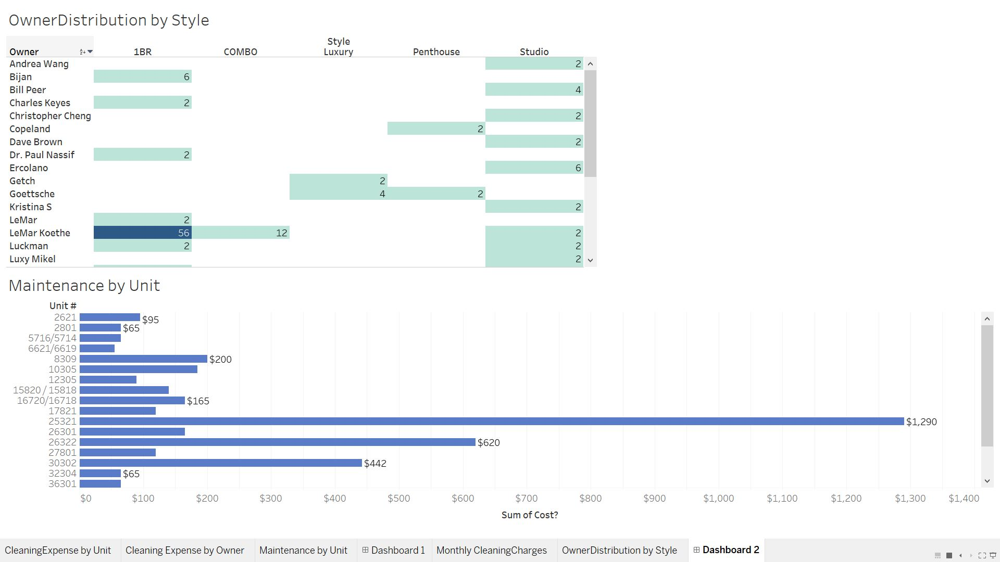 OwnerDistribution by Style
Style
Owner 1BR COMBO Luxury Penthouse Studio
Andrea Wang 2
Bijan 6
Bill Peer 4
Charles Keyes 2
Christopher Cheng 2
Copeland 2
Dave Brown 2
Dr. Paul Nassif 2
Ercolano 6
Getch 2
Goettsche 4 2
Kristina S 2
LeMar 2
LeMar Koethe 56 12 2
Luckman 2 2
Luxy Mikel 2
Maintenance by Unit
Unit #
2621 $95
2801 $65
5716/5714
6621/6619
8309 $200
10305
12305
15820 / 15818
16720/16718 $165
17821
25321 $1,290
26301
26322 $620
27801
30302 $442
32304 $65
36301
$0 $100 $200 $300 $400 $500 $600 $700 $800 $900 $1,000 $1,100 $1,200 $1,300 $1,400
Sum of Cost?
CleaningExpense by Unit Cleaning Expense by Owner Maintenance by Unit Dashboard 1 Monthly CleaningCharges OwnerDistribution by Style Dashboard 2